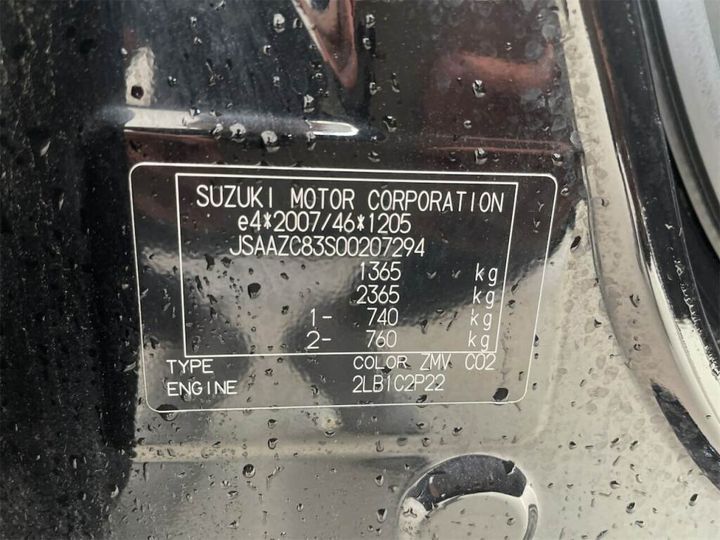 SUZUKI MOTOR CORPORATION
e4*2007/46*1205
JSAAZC83S00207294
1365 kg
2365 kg
1- 740 kg
2- 760 kg
TYPE COLOR ZMV CO2
ENGINE 2LB1C2P22